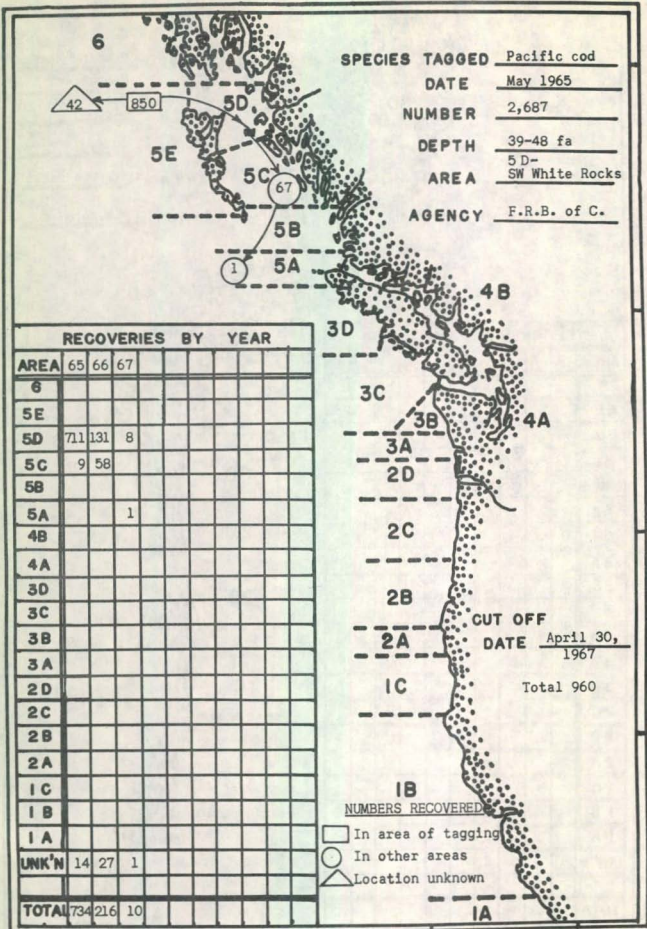 6
SPECIES TAGGED Pacific cod
DATE May 1965
NUMBER 2,687
DEPTH 39-48 fa
AREA 5 D-
SW White Rocks
AGENCY F.R.B. of C.
42
850
5D
5E
5C
67
5B
1
5A
4B
3D
3C
3B
4A
3A
2D
2C
2B
2A
1C
1B
1A
CUT OFF
DATE April 30,
1967
Total 960
NUMBERS RECOVERED
In area of tagging
In other areas
Location unknown
RECOVERIES BY YEAR
AREA 65 66 67
6
5E
5D 711 131 8
5C 9 58
5B
5A 1
4B
4A
3D
3C
3B
3A
2D
2C
2B
2A
1C
1B
1A
UNK'N 14 27 1
TOTAL 734 216 10